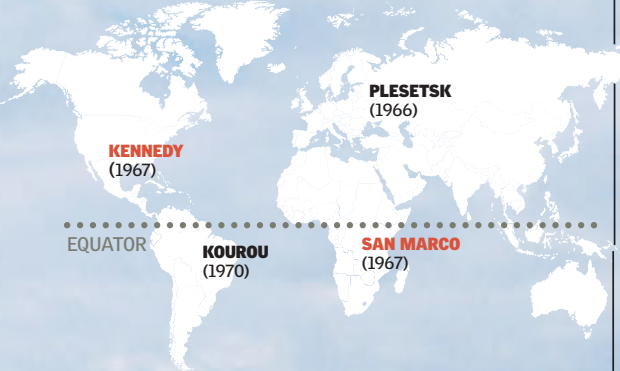 PLESETSK
(1966)
KENNEDY
(1967)
EQUATOR
KOUROU
(1970)
SAN MARCO
(1967)